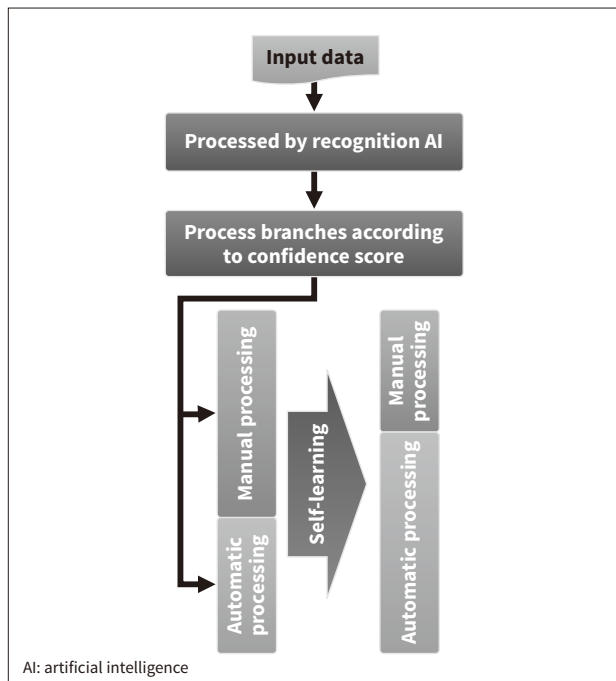 Input data
Processed by recognition AI
Process branches according
to confidence score
Manual processing
Automatic
processing
Self-learning
Manual
processing
Automatic processing
AI: artificial intelligence